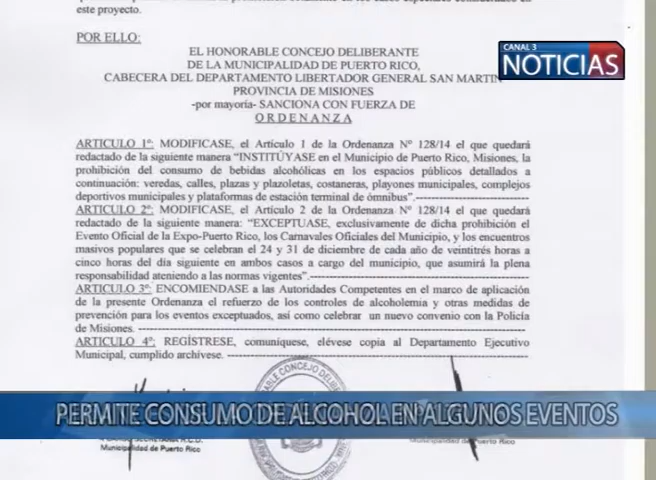 este proyecto.
POR ELLO:
EL HONORABLE CONCEJO DELIBERANTE
DE LA MUNICIPALIDAD DE PUERTO RICO,
CABECERA DEL DEPARTAMENTO LIBERTADOR GENERAL SAN MARTIN
PROVINCIA DE MISIONES
-por mayoría- SANCIONA CON FUERZA DE
O R D E N A N Z A
CANAL 3
NOTICIAS
ARTICULO 1º: MODIFICASE, el Artículo 1 de la Ordenanza Nº 128/14 el que quedará
redactado de la siguiente manera "INSTITÚYASE en el Municipio de Puerto Rico, Misiones, la
prohibición del consumo de bebidas alcohólicas en los espacios públicos detallados a
continuación: veredas, calles, plazas y plazoletas, costaneras, playones municipales, complejos
deportivos municipales y plataformas de estación terminal de ómnibus".-----------------
ARTICULO 2º: MODIFICASE, el Artículo 2 de la Ordenanza Nº 128/14 el que quedará
redactado de la siguiente manera: "EXCEPTUASE, exclusivamente de dicha prohibición el
Evento Oficial de la Expo-Puerto Rico, los Carnavales Oficiales del Municipio, y los encuentros
masivos populares que se celebran el 24 y 31 de diciembre de cada año de veintitrés horas a
cinco horas del día siguiente en ambos casos a cargo del municipio, que asumirá la plena
responsabilidad ateniendo a las normas vigentes".-----------------
ARTICULO 3º: ENCOMIENDASE a las Autoridades Competentes en el marco de aplicación
de la presente Ordenanza el refuerzo de los controles de alcoholemia y otras medidas de
prevención para los eventos exceptuados, así como celebrar un nuevo convenio con la Policía
de Misiones. -----------------
ARTICULO 4º: REGÍSTRESE, comuníquese, elévese copia al Departamento Ejecutivo
Municipal, cumplido archívese. -----------------
PERMITE CONSUMO DE ALCOHOL EN ALGUNOS EVENTOS
Municipalidad de Puerto Rico
Municipalidad de Puerto Rico